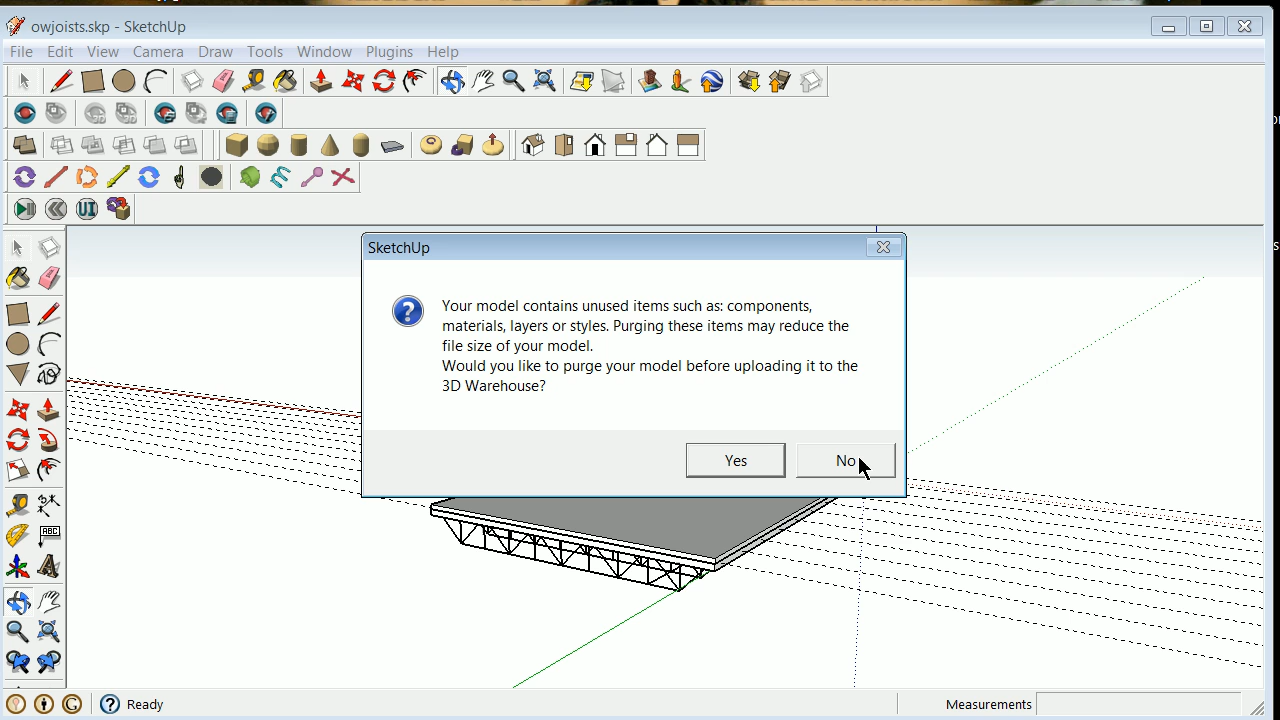 owjoists.skp - SketchUp
File Edit View Camera Draw Tools Window Plugins Help
UI
SketchUp
Your model contains unused items such as: components,
materials, layers or styles. Purging these items may reduce the
file size of your model.
Would you like to purge your model before uploading it to the
3D Warehouse?
Yes No
ABC
Ready Measurements